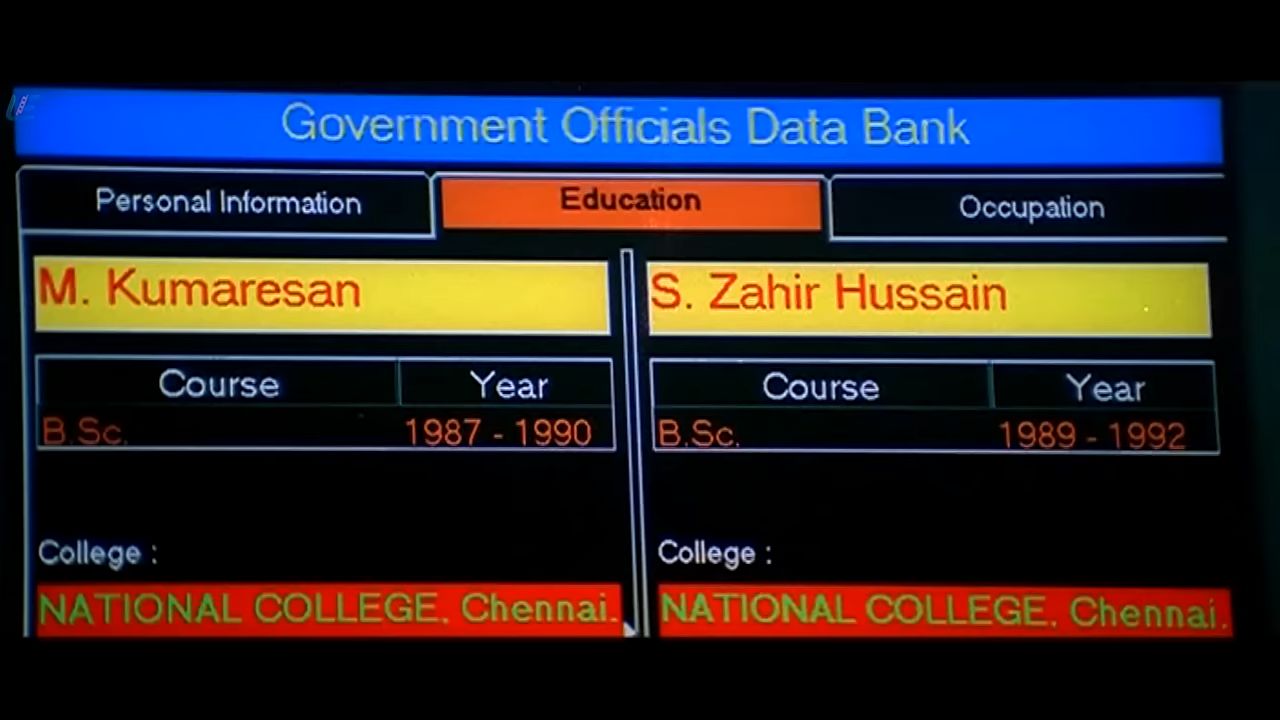 Government Officials Data Bank
Personal Information Education Occupation
M. Kumaresan
S. Zahir Hussain
Course Year
B.Sc. 1987 - 1990
Course Year
B.Sc. 1989 - 1992
College :
NATIONAL COLLEGE, Chennai.
College :
NATIONAL COLLEGE, Chennai.